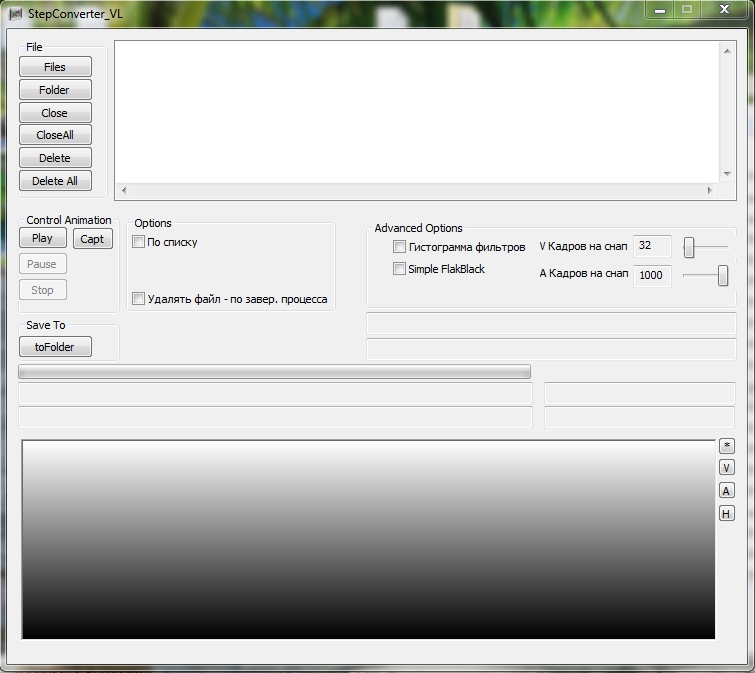 StepConverter_VL
File
Files
Folder
Close
CloseAll
Delete
Delete All
Control Animation
Play Capt
Pause
Stop
Options
По списку
Удалять файл - по завер. процесса
Advanced Options
Гистограмма фильтров
Simple FlakBlack
V Кадров на снап 32
A Кадров на снап 1000
Save To
toFolder
*
V
A
H